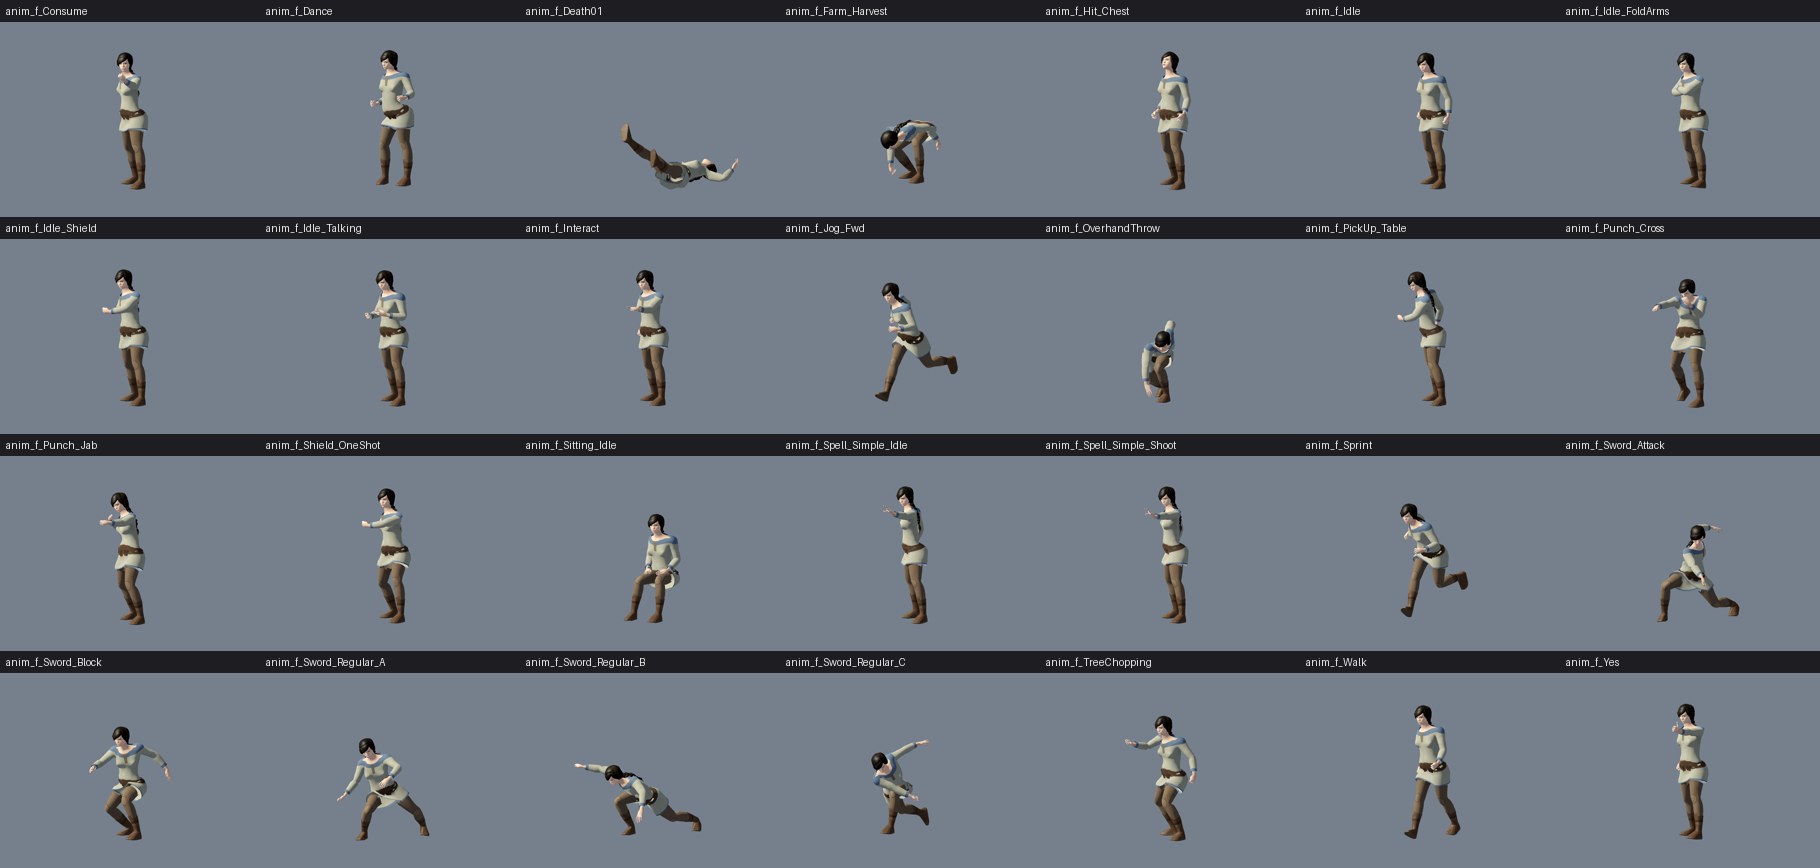 anim_f_Consume
anim_f_Dance
anim_f_Death01
anim_f_Farm_Harvest
anim_f_Hit_Chest
anim_f_Idle
anim_f_Idle_FoldArms
anim_f_Idle_Shield
anim_f_Idle_Talking
anim_f_Interact
anim_f_Jog_Fwd
anim_f_OverhandThrow
anim_f_PickUp_Table
anim_f_Punch_Cross
anim_f_Punch_Jab
anim_f_Shield_OneShot
anim_f_Sitting_Idle
anim_f_Spell_Simple_Idle
anim_f_Spell_Simple_Shoot
anim_f_Sprint
anim_f_Sword_Attack
anim_f_Sword_Block
anim_f_Sword_Regular_A
anim_f_Sword_Regular_B
anim_f_Sword_Regular_C
anim_f_TreeChopping
anim_f_Walk
anim_f_Yes